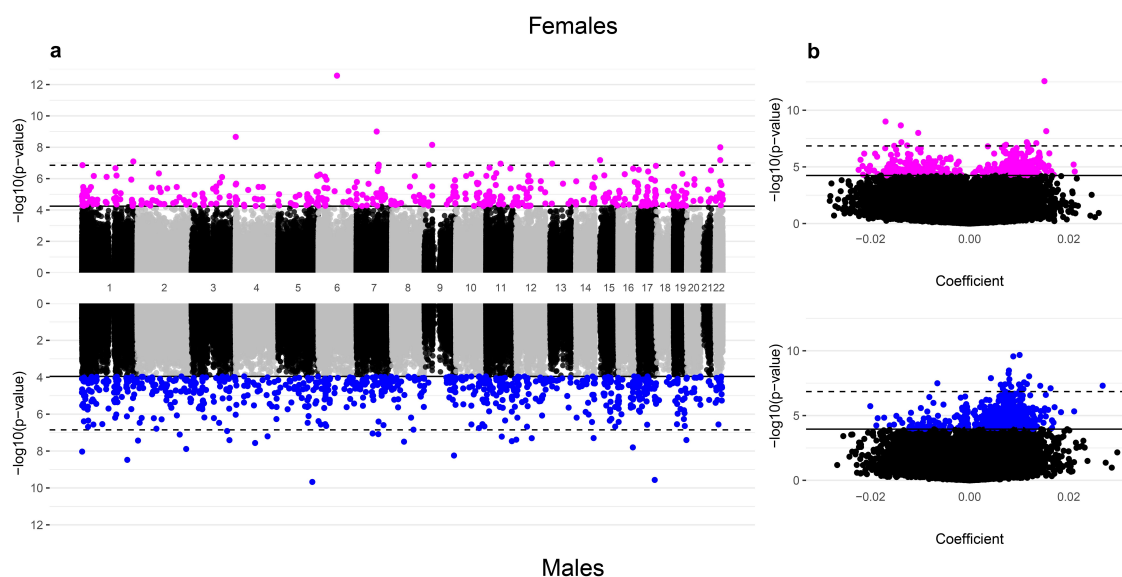 Females
a
b
−log10(p−value)
12
10
8
6
4
2
0
1 2 3 4 5 6 7 8 9 10 11 12 13 14 15 16 17 18 19 20 21 22
0
2
4
6
8
10
12
−log10(p−value)
−log10(p−value)
10
5
0
−0.02 0.00 0.02
Coefficient
−log10(p−value)
10
5
0
−0.02 0.00 0.02
Coefficient
Males